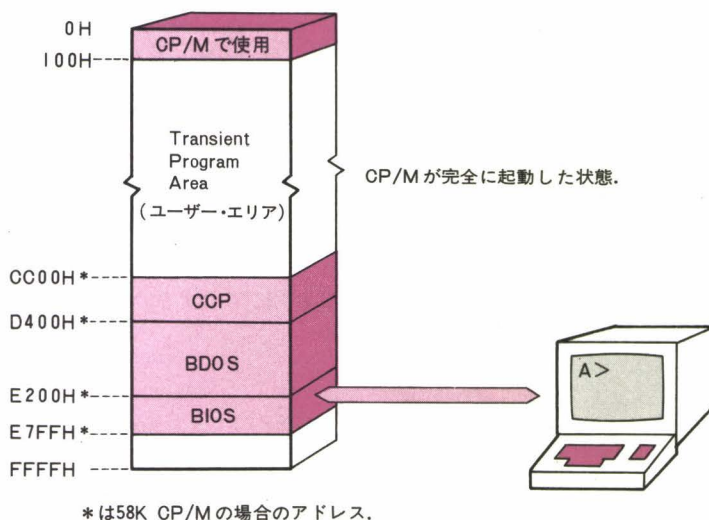 0H
CP/Mで使用
100H
Transient
Program
Area
(ユーザー・エリア)
CP/Mが完全に起動した状態.
CC00H*
CCP
D400H*
BDOS
E200H*
BIOS
E7FFH*
FFFFH
A>
*は58K CP/Mの場合のアドレス.